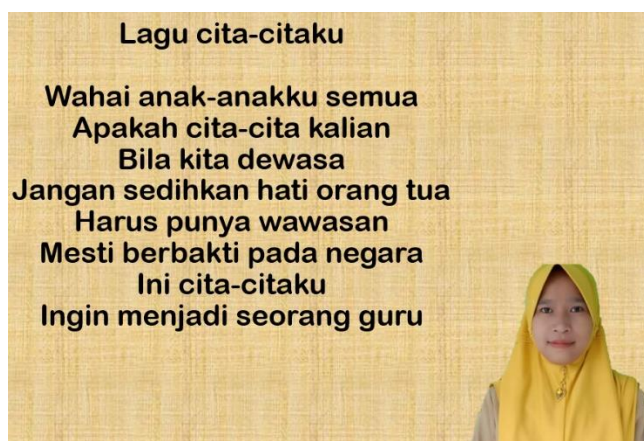 Lagu cita-citaku
Wahai anak-anakku semua
Apakah cita-cita kalian
Bila kita dewasa
Jangan sedihkan hati orang tua
Harus punya wawasan
Mesti berbakti pada negara
Ini cita-citaku
Ingin menjadi seorang guru